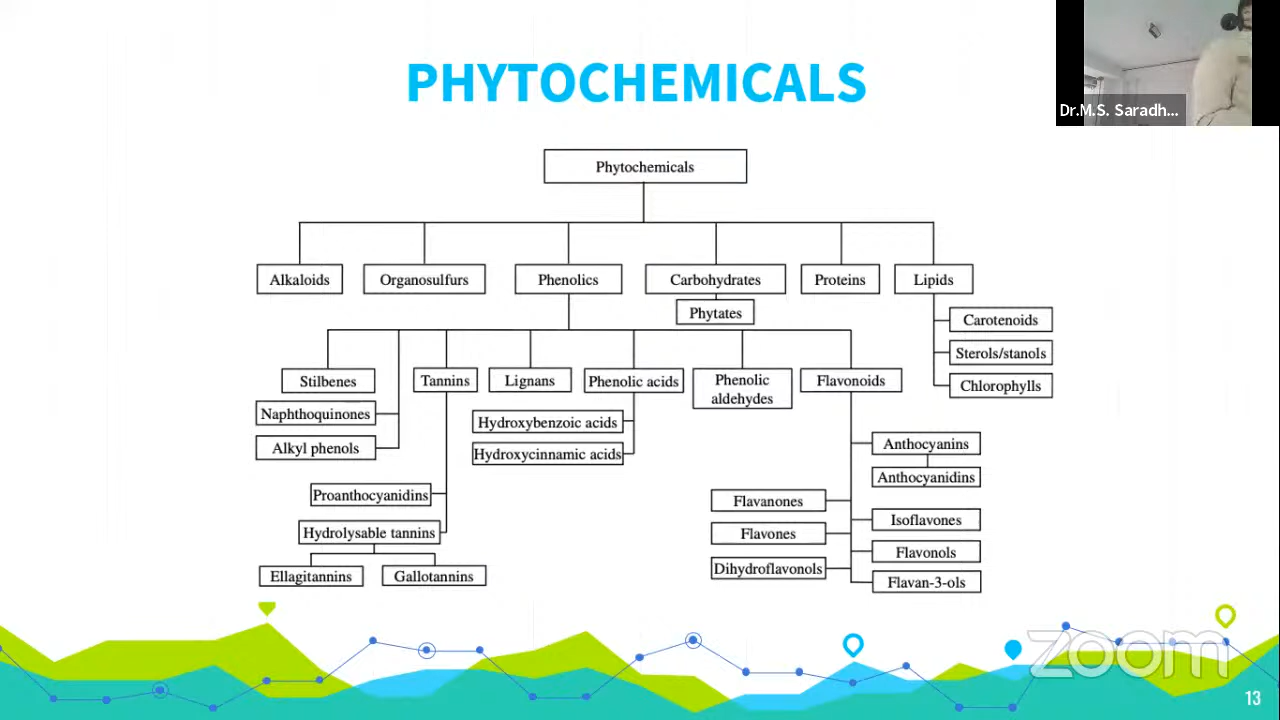 PHYTOCHEMICALS
Dr.M.S. Saradh...
Phytochemicals
Alkaloids
Organosulfurs
Phenolics
Carbohydrates
Proteins
Lipids
Phytates
Carotenoids
Sterols/stanols
Chlorophylls
Stilbenes
Tannins
Lignans
Phenolic acids
Phenolic
aldehydes
Flavonoids
Naphthoquinones
Alkyl phenols
Hydroxybenzoic acids
Hydroxycinnamic acids
Anthocyanins
Anthocyanidins
Proanthocyanidins
Hydrolysable tannins
Ellagitannins
Gallotannins
Flavanones
Flavones
Dihydroflavonols
Isoflavones
Flavonols
Flavan-3-ols
zoom
13